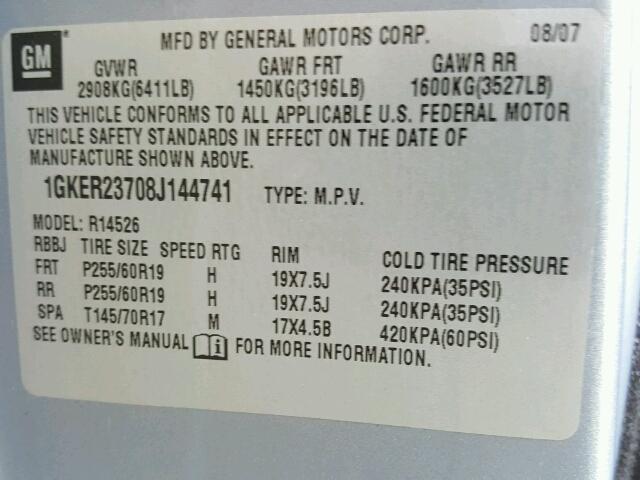 GM MFD BY GENERAL MOTORS CORP. 08/07
GVWR GAWR FRT GAWR RR
2908KG(6411LB) 1450KG(3196LB) 1600KG(3527LB)
THIS VEHICLE CONFORMS TO ALL APPLICABLE U.S. FEDERAL MOTOR
VEHICLE SAFETY STANDARDS IN EFFECT ON THE DATE OF
MANUFACTURE SHOWN ABOVE.
1GKER23708J144741 TYPE: M.P.V.
MODEL: R14526
RBBJ TIRE SIZE SPEED RTG RIM COLD TIRE PRESSURE
FRT P255/60R19 H 19X7.5J 240KPA(35PSI)
RR P255/60R19 H 19X7.5J 240KPA(35PSI)
SPA T145/70R17 M 17X4.5B 420KPA(60PSI)
SEE OWNER'S MANUAL i FOR MORE INFORMATION.